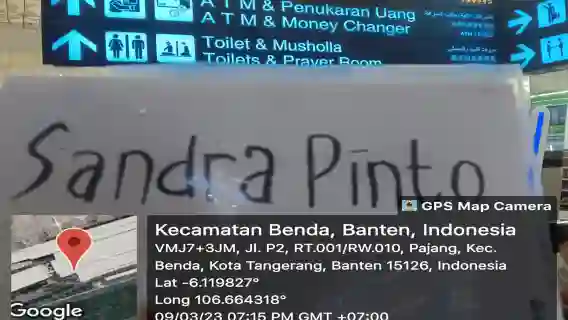 ATM & Penukaran Uang
ATM & Money Changer
Toilet & Musholla
Toilets & Prayer Room
Sandra Pinto
GPS Map Camera
Kecamatan Benda, Banten, Indonesia
VMJ7+3JM, Jl. P2, RT.001/RW.010, Pajang, Kec.
Benda, Kota Tangerang, Banten 15126, Indonesia
Lat -6.119827°
Long 106.664318°
09/03/23 07:15 PM GMT +07:00
Google